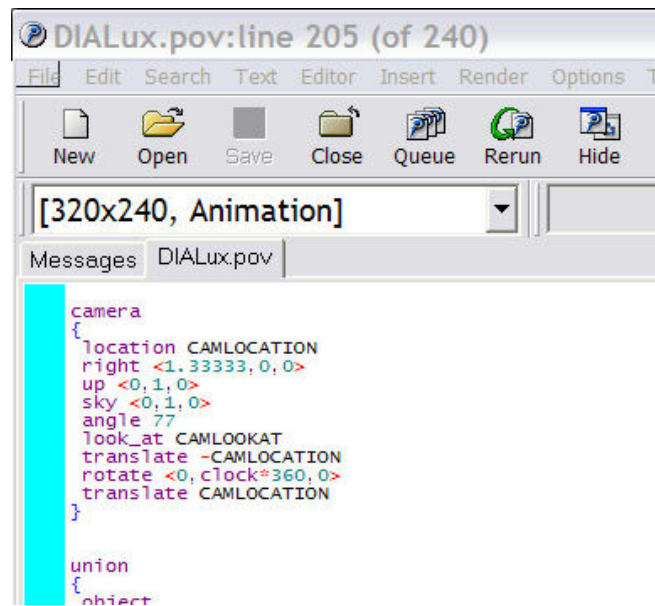 DIALux.pov:line 205 (of 240)
File Edit Search Text Editor Insert Render Options
New Open Save Close Queue Rerun Hide
[320x240, Animation]
Messages DIALux.pov
camera
{
location CAMLOCATION
right <1.33333,0,0>
up <0,1,0>
sky <0,1,0>
angle 77
look_at CAMLOOKAT
translate -CAMLOCATION
rotate <0,clock*360,0>
translate CAMLOCATION
}
union
{
object